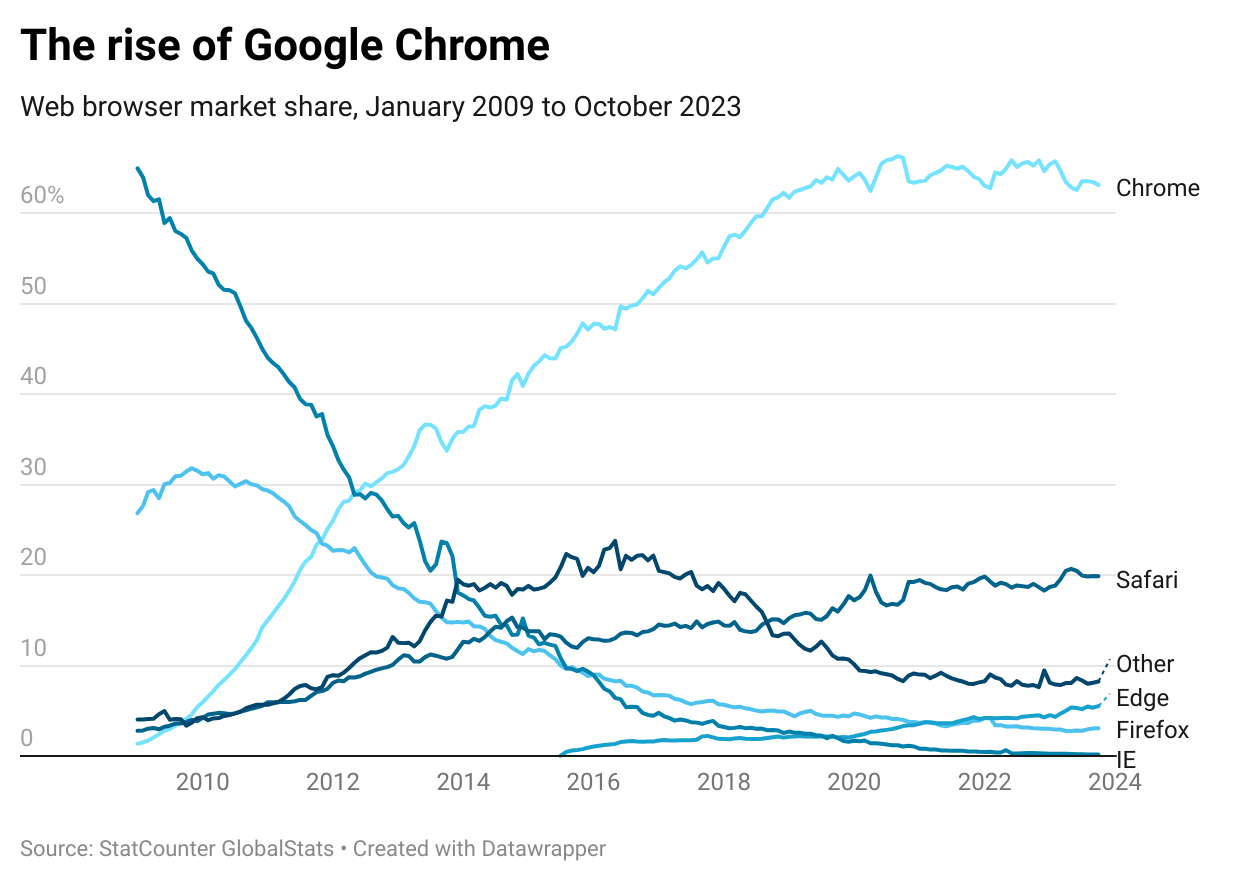 The rise of Google Chrome
Web browser market share, January 2009 to October 2023
60%
50
40
30
20
10
0
Chrome
Safari
Other
Edge
Firefox
IE
2010 2012 2014 2016 2018 2020 2022 2024
Source: StatCounter GlobalStats • Created with Datawrapper